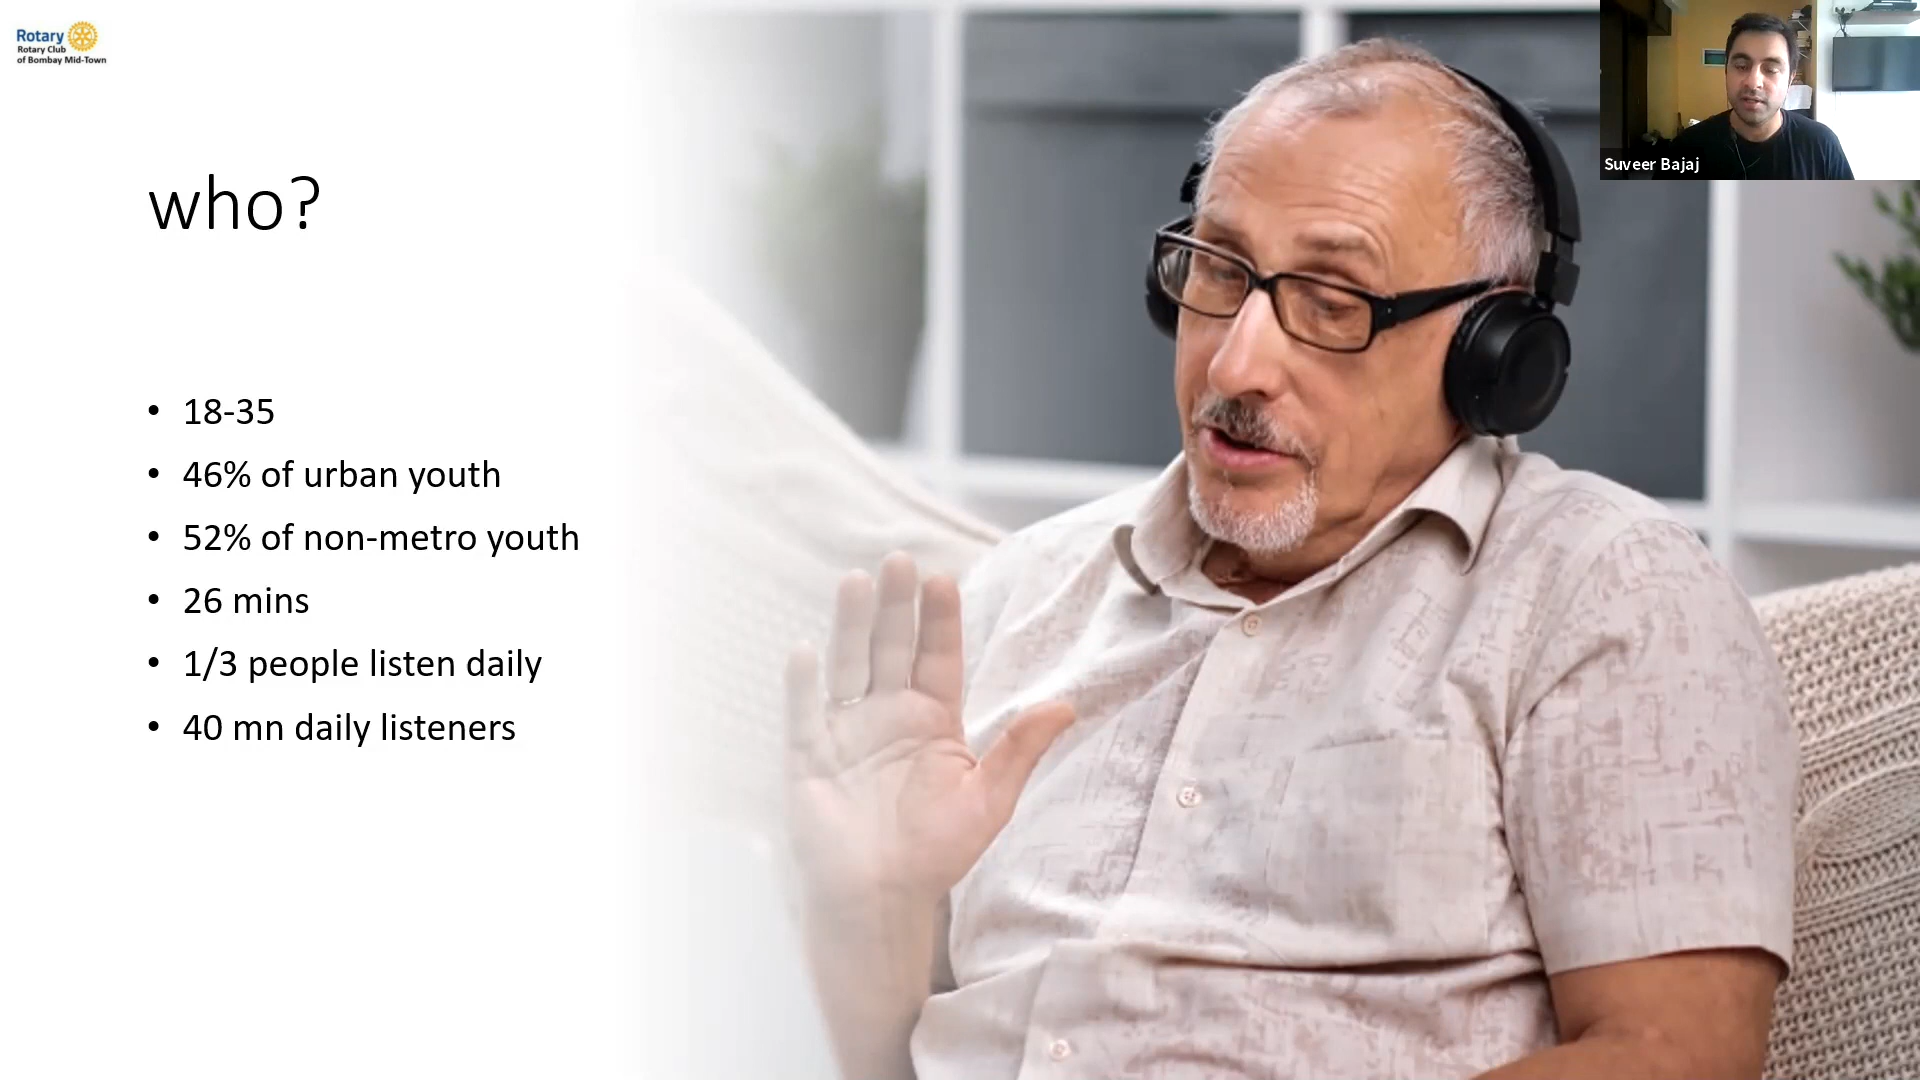 Rotary
Rotary Club
of Bombay Mid-Town
Suveer Bajaj
who?
• 18-35
• 46% of urban youth
• 52% of non-metro youth
• 26 mins
• 1/3 people listen daily
• 40 mn daily listeners